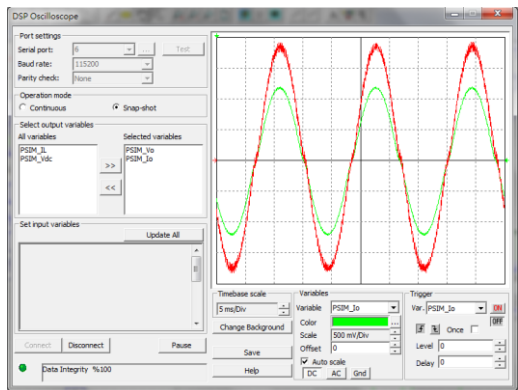 DSP Oscilloscope
Port settings
Serial port: 6 ... Test
Baud rate: 115200
Parity check: None
Operation mode
Continuous Snap-shot
Select output variables
All variables Selected variables
PSIM_IL PSIM_Vo
PSIM_Vdc PSIM_Io
>>
<<
Set input variables
Update All
Connect Disconnect Pause
Data Integrity %100
Timebase scale
5 ms/Div
Change Background
Save
Help
Variables
Variable PSIM_Io
Color ...
Scale 500 mV/Div
Offset 0
Auto scale
DC AC Gnd
Trigger
Var. PSIM_Io ON
OFF
Once
Level 0
Delay 0